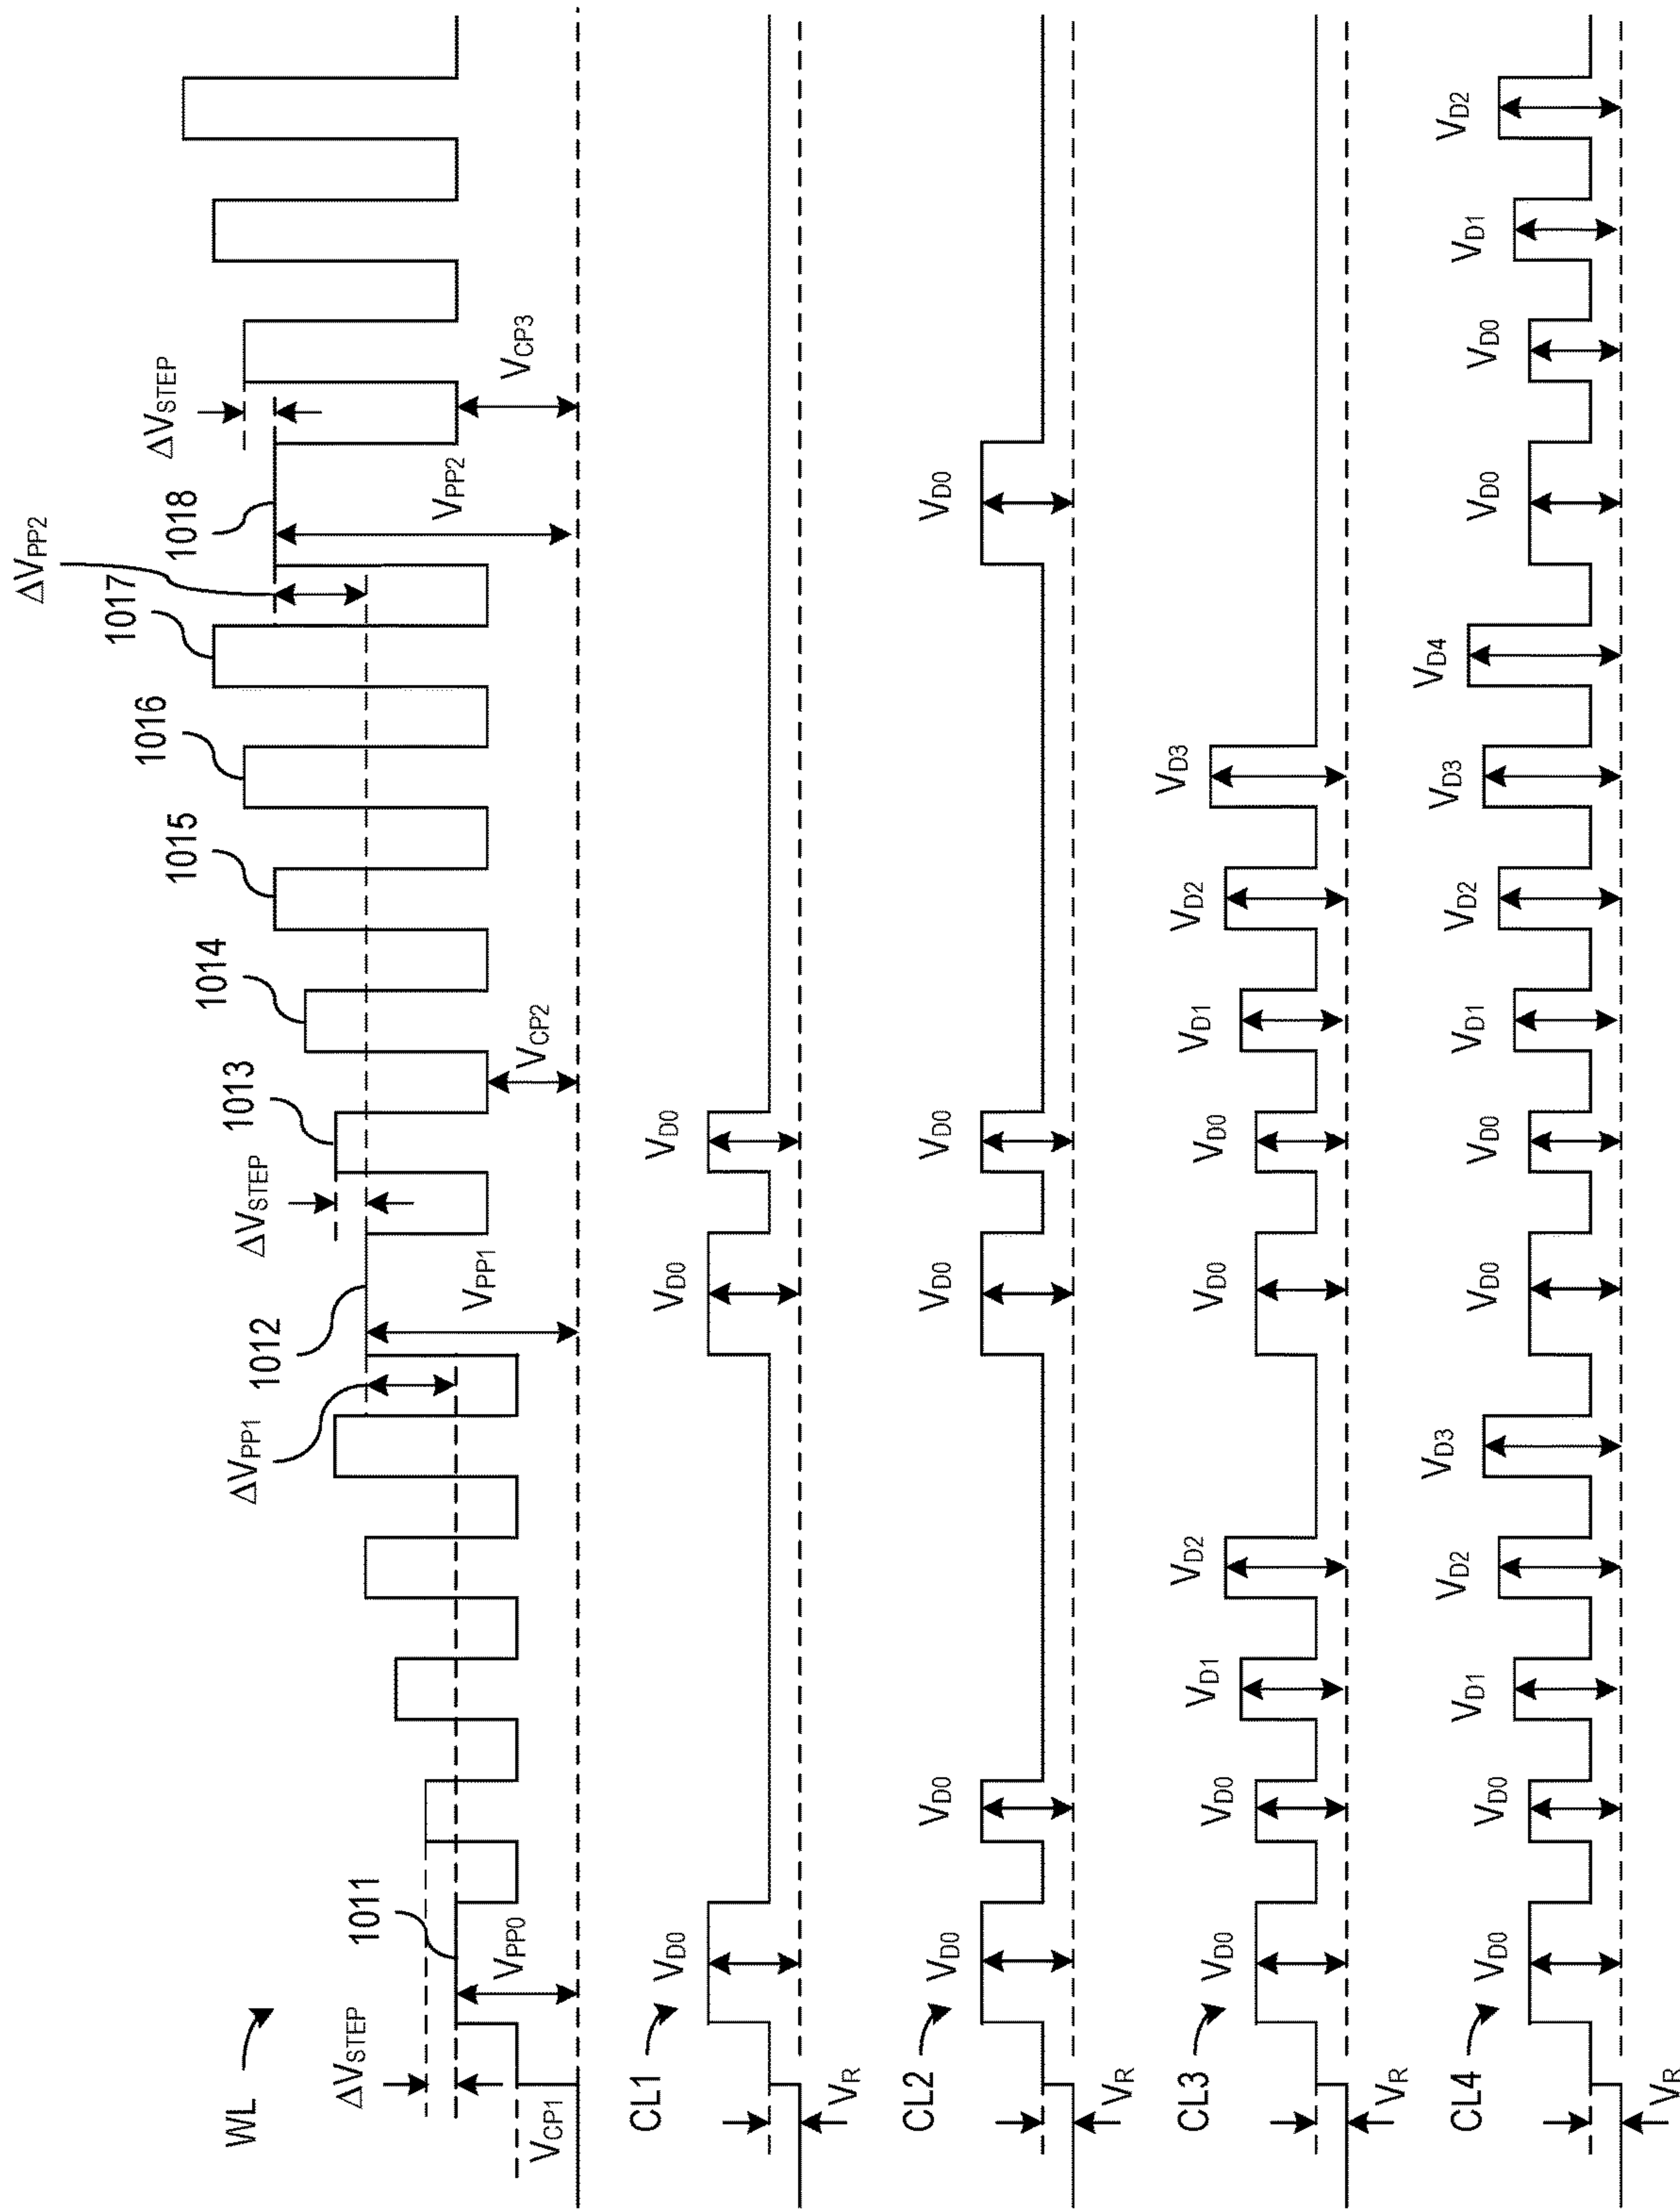 WL
ΔVSTEP
VCP1
VPP0
1011
ΔVPP1
1012
VPP1
ΔVSTEP
1013
VCP2
1014
1015
1016
1017
ΔVPP2
1018
VPP2
ΔVSTEP
VCP3
CL1
VR
VD0
VD0
VD0
CL2
VR
VD0
VD0
VD0
VD0
VD0
CL3
VR
VD0
VD0
VD1
VD2
VD0
VD0
VD1
VD2
VD3
CL4
VR
VD0
VD0
VD1
VD2
VD3
VD0
VD0
VD1
VD2
VD3
VD4
VD0
VD0
VD1
VD2